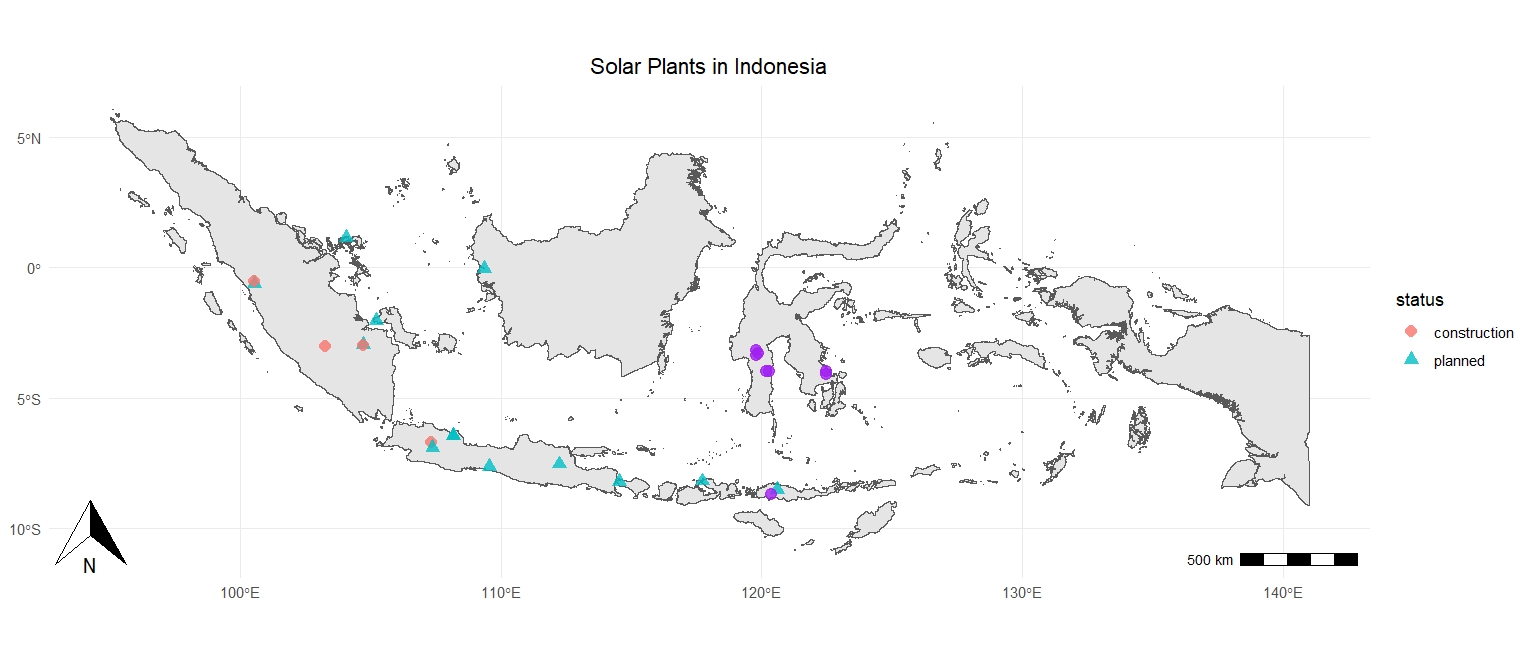 Solar Plants in Indonesia
5°N
0°
5°S
10°S
N
500 km
100°E
110°E
120°E
130°E
140°E
status
construction
planned